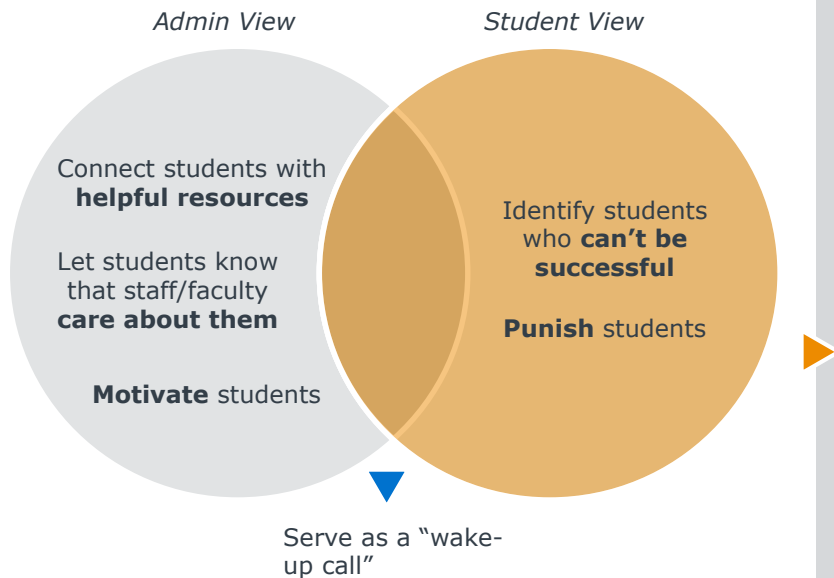 Admin View
Student View
Connect students with
helpful resources
Let students know
that staff/faculty
care about them
Motivate students
Identify students
who can’t be
successful
Punish students
Serve as a “wake-
up call”